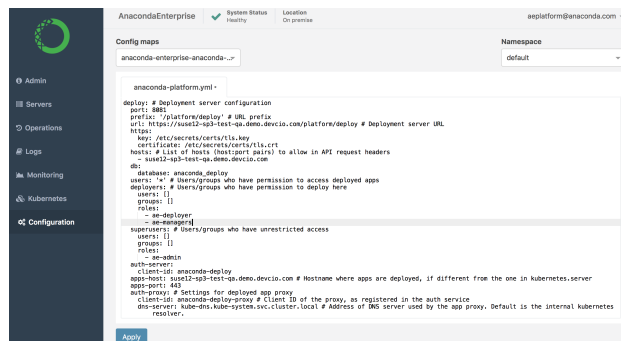 AnacondaEnterprise
System Status
Healthy
Location
On premise
aeplatform@anaconda.com
Config maps
Namespace
anaconda-enterprise-anaconda-...
default
Admin
Servers
Operations
Logs
Monitoring
Kubernetes
Configuration
anaconda-platform.yml
deploy: # Deployment server configuration
port: 8081
prefix: '/platform/deploy' # URL prefix
url: https://suse12-sp3-test-qa.demo.devcio.com/platform/deploy # Deployment server URL
https:
key: /etc/secrets/certs/tls.key
certificate: /etc/secrets/certs/tls.crt
hosts: # List of hosts (host:port pairs) to allow in API request headers
- suse12-sp3-test-qa.demo.devcio.com
db:
database: anaconda_deploy
users: '*' # Users/groups who have permission to access deployed apps
deployers: # Users/groups who have permission to deploy here
users: []
groups: []
roles:
- ae-deployer
- ae-managers
superusers: # Users/groups who have unrestricted access
users: []
groups: []
roles:
- ae-admin
auth-server:
client-id: anaconda-deploy
apps-host: suse12-sp3-test-qa.demo.devcio.com # Hostname where apps are deployed, if different from the one in kubernetes.server
apps-port: 443
auth-proxy: # Settings for deployed app proxy
client-id: anaconda-deploy-proxy # Client ID of the proxy, as registered in the auth service
dns-server: kube-dns.kube-system.svc.cluster.local # Address of DNS server used by the app proxy. Default is the internal kubernetes
resolver.
Apply